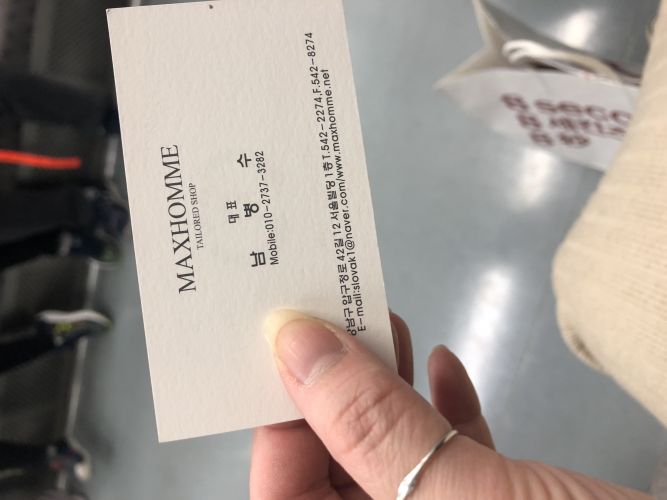 MAXHOMME
TAILORED SHOP
대표
남 병 수
Mobile:010-2737-3282
강남구 압구정로 42길 12 서울빌딩 1층 T.542-2274,F.542-8274
E-mail:slovak1@naver.com/www.maxhomme.net